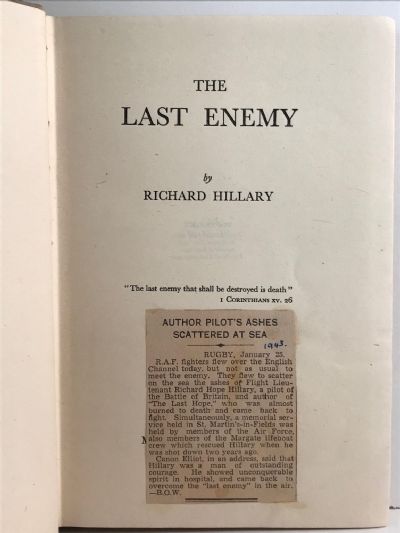 THE
LAST ENEMY
by
RICHARD HILLARY
"The last enemy that shall be destroyed is death"
I CORINTHIANS XV. 26
AUTHOR PILOT'S ASHES
SCATTERED AT SEA
1943.
RUGBY, January 25.
R.A.F. fighters flew over the English
Channel today, but not as usual to
meet the enemy. They flew to scatter
on the sea the ashes of Flight Lieu-
tenant Richard Hope Hillary, a pilot of
the Battle of Britain, and author of
"The Last Hope," who was almost
burned to death and came back to
fight. Simultaneously, a memorial ser-
vice held in St. Martin's-in-Fields was
held by members of the Air Force,
also members of the Margate lifeboat
crew which rescued Hillary when he
was shot down two years ago.
Canon Elliot, in an address, said that
Hillary was a man of outstanding
courage. He showed unconquerable
spirit in hospital, and came back to
overcome the "last enemy" in the air.
—B.O.W.